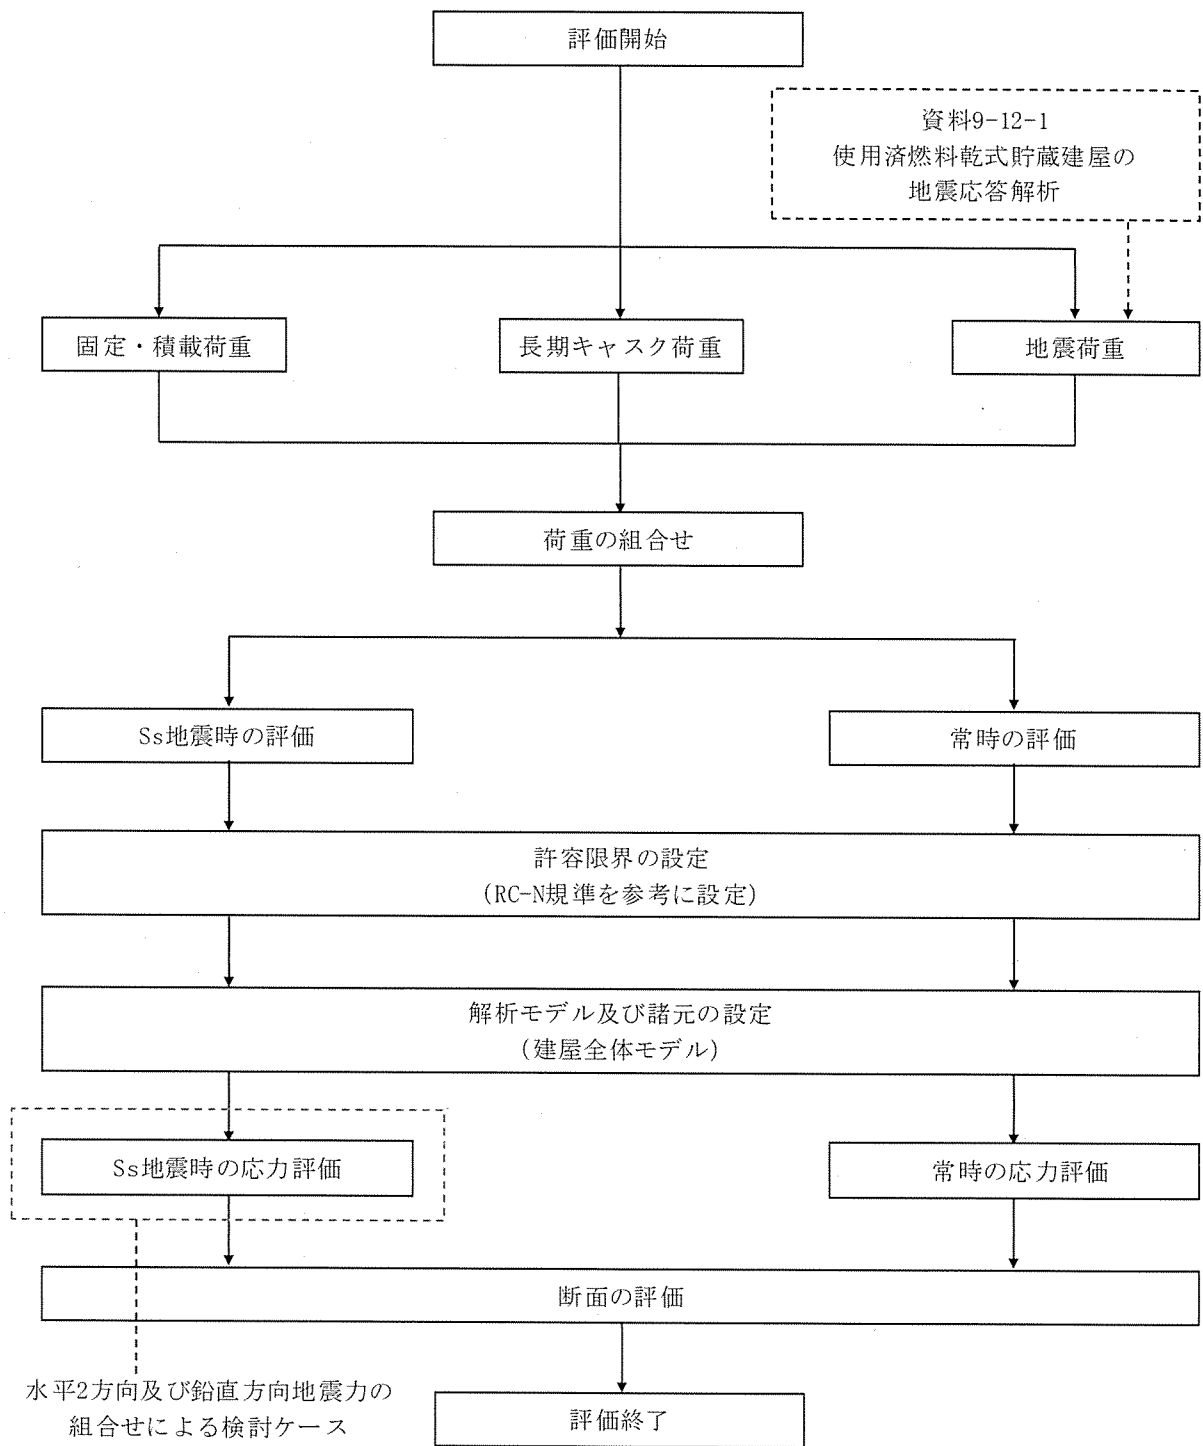 評価開始
資料9-12-1
使用済燃料乾式貯蔵建屋の
地震応答解析
固定・積載荷重
長期キャスク荷重
地震荷重
荷重の組合せ
Ss地震時の評価
常時の評価
許容限界の設定
(RC-N規準を参考に設定)
解析モデル及び諸元の設定
(建屋全体モデル)
Ss地震時の応力評価
常時の応力評価
断面の評価
水平2方向及び鉛直方向地震力の
組合せによる検討ケース
評価終了